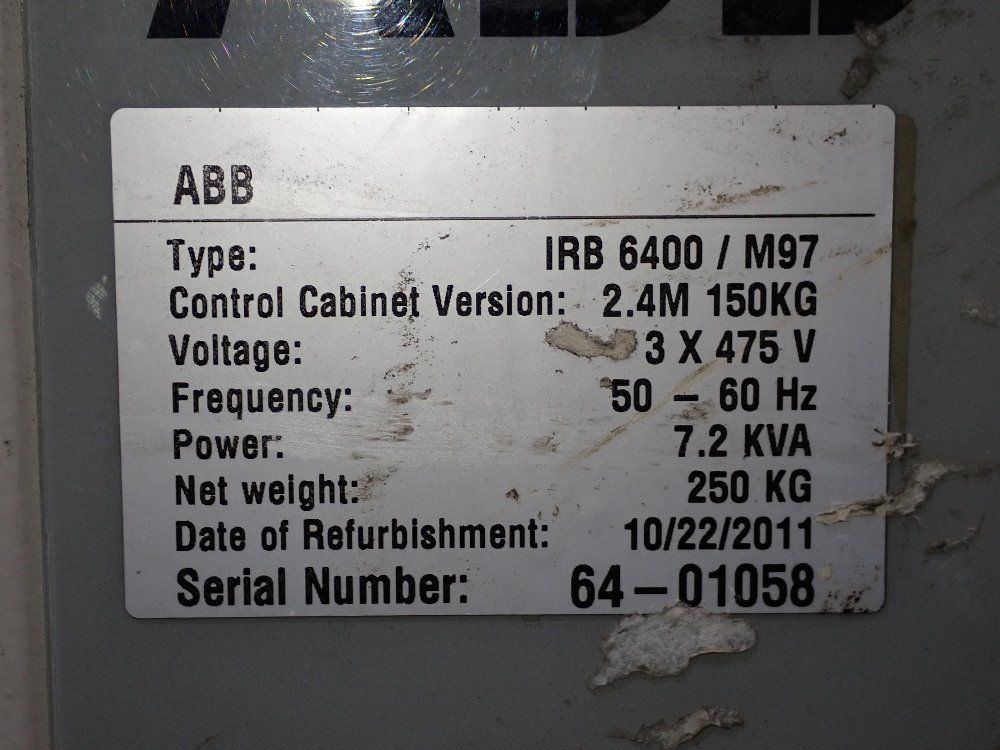 ABB
ABB
Type: IRB 6400 / M97
Control Cabinet Version: 2.4M 150KG
Voltage: 3 X 475 V
Frequency: 50 – 60 Hz
Power: 7.2 KVA
Net weight: 250 KG
Date of Refurbishment: 10/22/2011
Serial Number: 64–01058